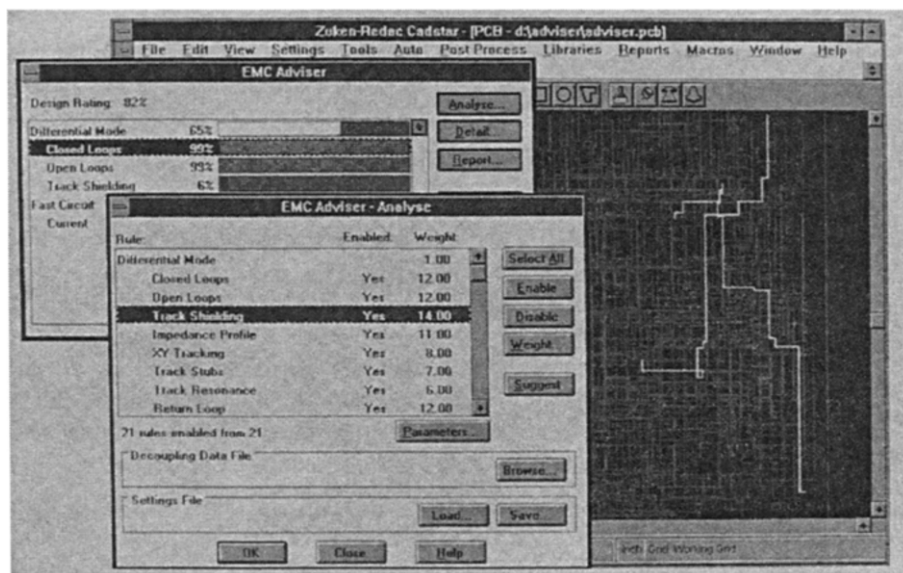 Zuken-Redac Cadstar - [PCB - d:\adviser\adviser.pcb]
File Edit View Settings Tools Auto Post Process Libraries Reports Macros Window Help
EMC Adviser
Design Rating: 82%
Analyse...
Differential Mode 65%
Detail...
Closed Loops 99%
Open Loops 99%
Report...
Track Shielding 6%
Fast Circuit
Current
EMC Adviser - Analyse
Rule: Enabled: Weight:
Differential Mode 1.00
Select All
Closed Loops Yes 12.00
Enable
Open Loops Yes 12.00
Track Shielding Yes 14.00
Disable
Impedance Profile Yes 11.00
Weight...
XY Tracking Yes 8.00
Track Stubs Yes 7.00
Suggest
Track Resonance Yes 6.00
Return Loop Yes 12.00
21 rules enabled from 21
Parameters...
Decoupling Data File
Browse...
Settings File
Load... Save...
OK Close Help
Grid Working Grid